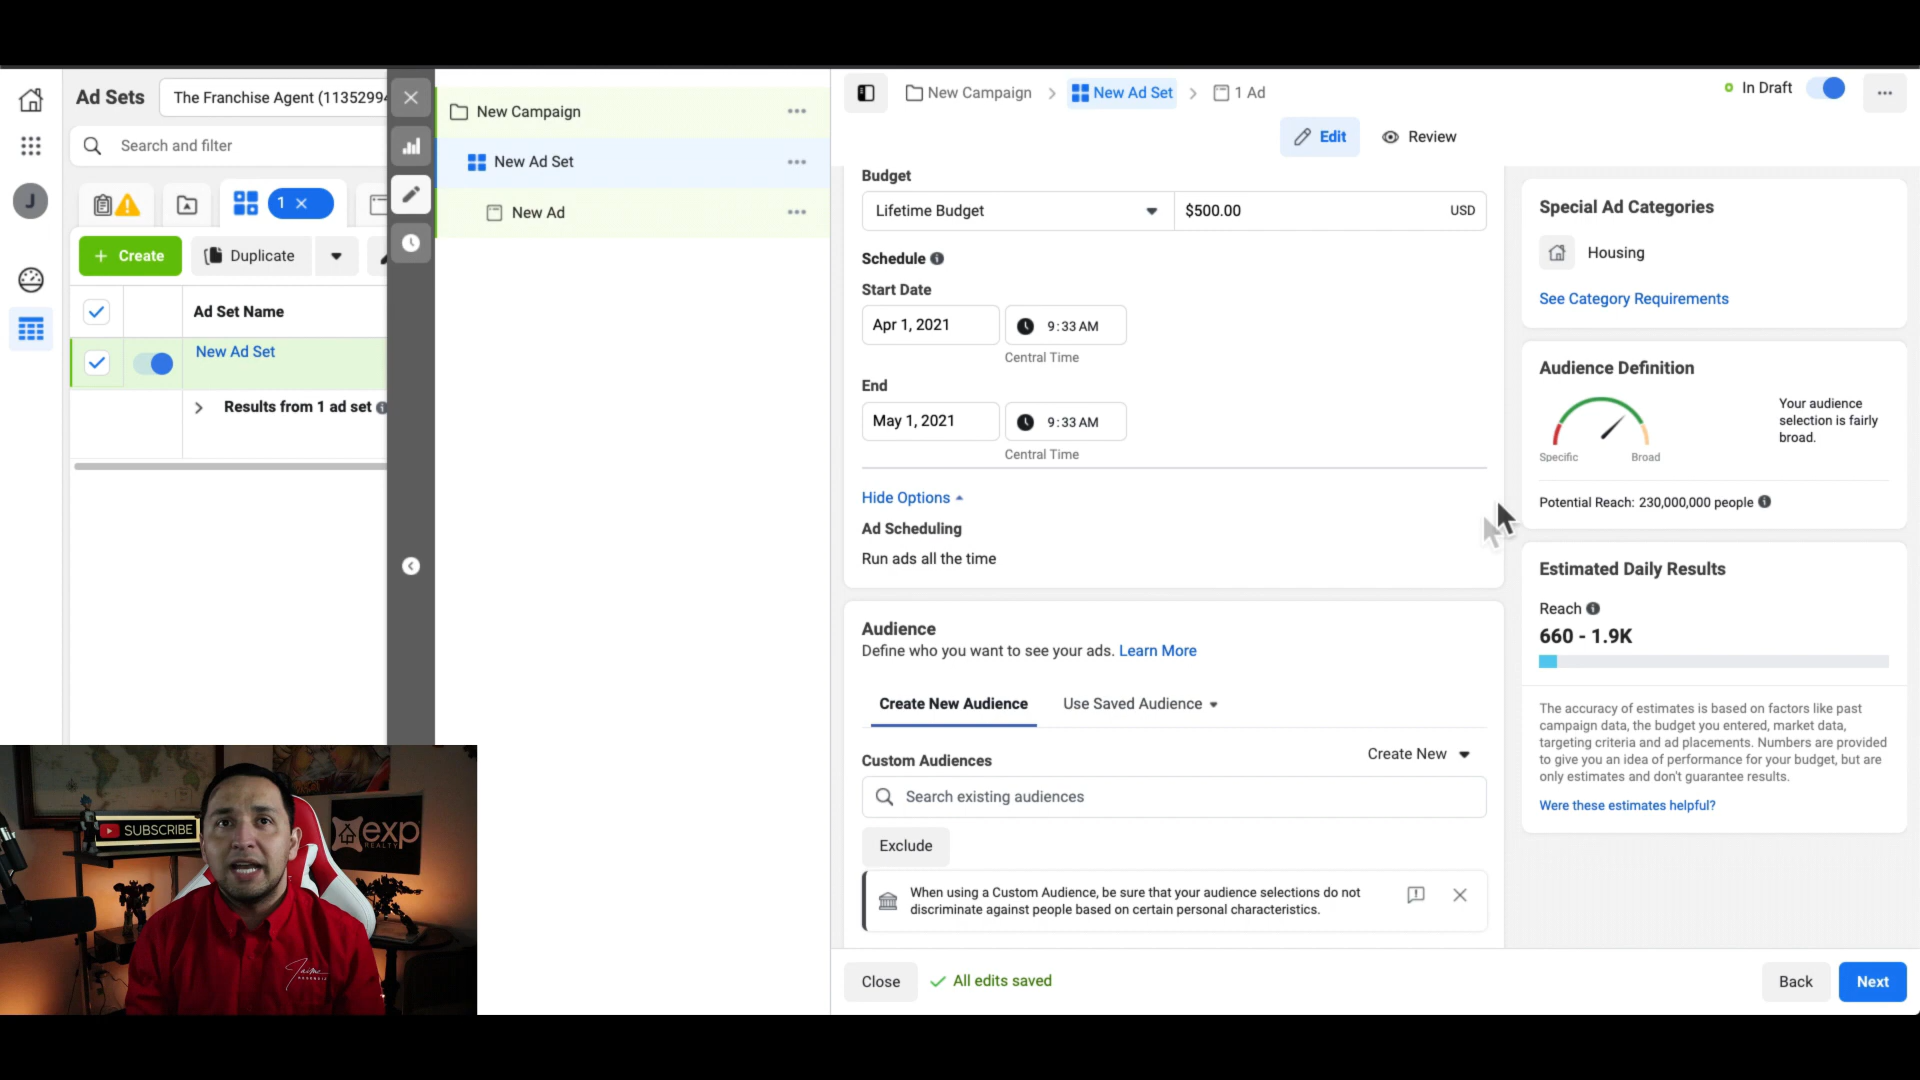 Ad Sets
The Franchise Agent (11352994
Search and filter
J
1
Create
Duplicate
Ad Set Name
New Ad Set
Results from 1 ad set
New Campaign
New Ad Set
New Ad
New Campaign
New Ad Set
1 Ad
In Draft
Edit
Review
Budget
Lifetime Budget
$500.00
USD
Schedule
Start Date
Apr 1, 2021
9:33 AM
Central Time
End
May 1, 2021
9:33 AM
Central Time
Hide Options
Ad Scheduling
Run ads all the time
Audience
Define who you want to see your ads. Learn More
Create New Audience
Use Saved Audience
Custom Audiences
Create New
Search existing audiences
Exclude
When using a Custom Audience, be sure that your audience selections do not
discriminate against people based on certain personal characteristics.
Close
All edits saved
Back
Next
Special Ad Categories
Housing
See Category Requirements
Audience Definition
Your audience
selection is fairly
broad.
Specific
Broad
Potential Reach: 230,000,000 people
Estimated Daily Results
Reach
660 - 1.9K
The accuracy of estimates is based on factors like past
campaign data, the budget you entered, market data,
targeting criteria and ad placements. Numbers are provided
to give you an idea of performance for your budget, but are
only estimates and don't guarantee results.
Were these estimates helpful?
SUBSCRIBE
exp
REALTY
Jaime